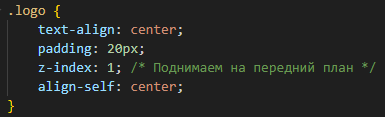 .logo {
    text-align: center;
    padding: 20px;
    z-index: 1; /* Поднимаем на передний план */
    align-self: center;
}